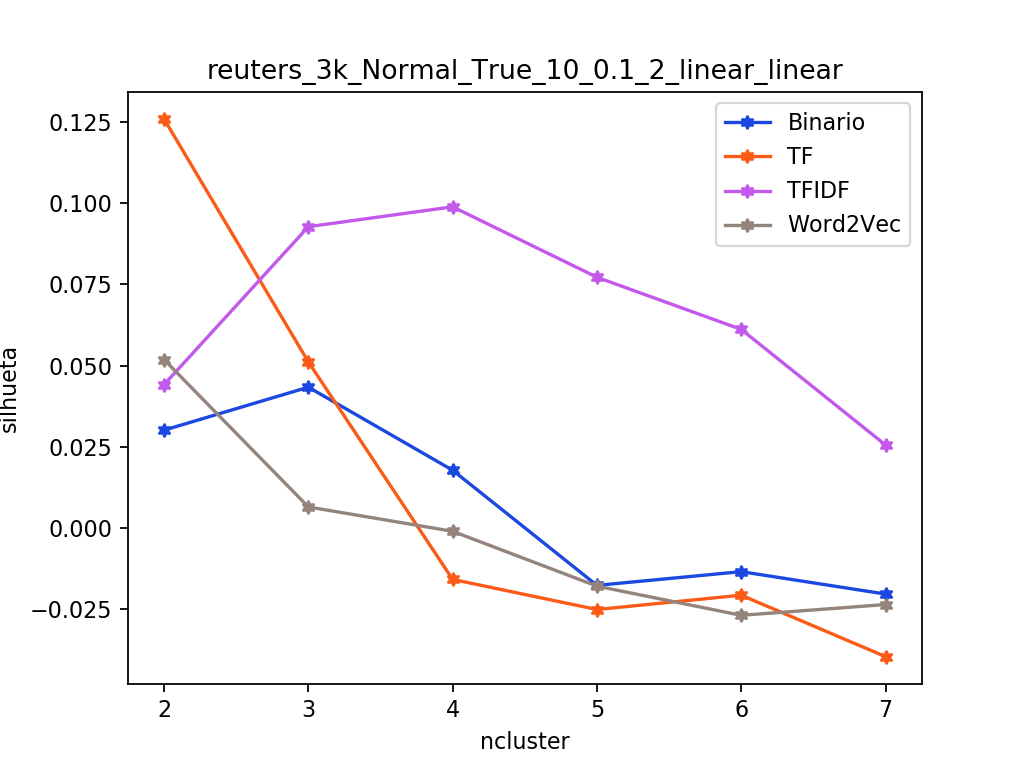 reuters_3k_Normal_True_10_0.1_2_linear_linear
Binario
TF
TFIDF
Word2Vec
0.125
0.100
0.075
0.050
0.025
0.000
−0.025
silhueta
2 3 4 5 6 7
ncluster